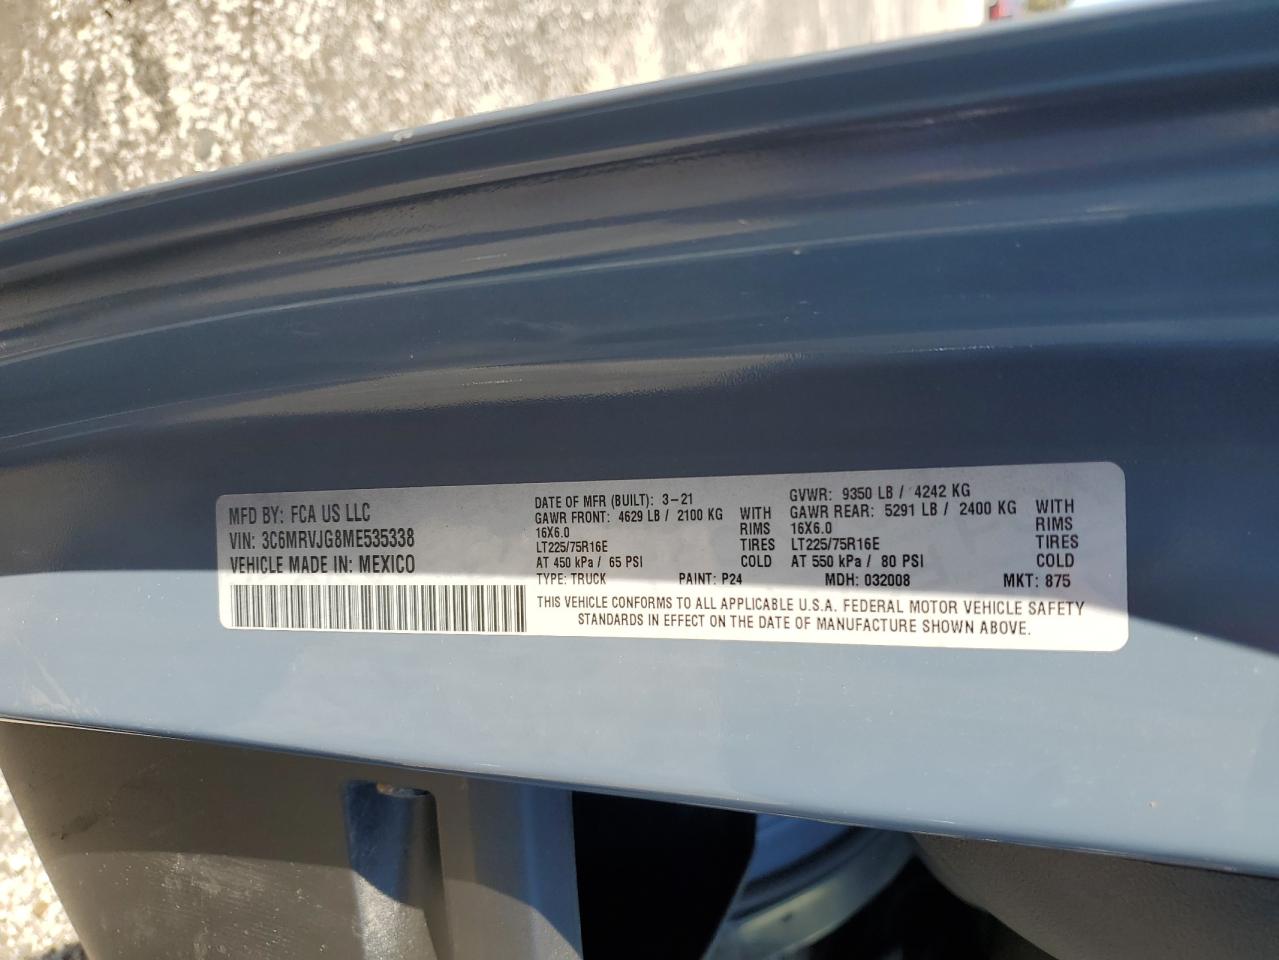 MFD BY: FCA US LLC
VIN: 3C6MRVJG8ME535338
VEHICLE MADE IN: MEXICO
DATE OF MFR (BUILT): 3-21
GAWR FRONT: 4629 LB / 2100 KG WITH
16X6.0 RIMS
LT225/75R16E TIRES
AT 450 kPa / 65 PSI COLD
GVWR: 9350 LB / 4242 KG
GAWR REAR: 5291 LB / 2400 KG WITH
16X6.0 RIMS
LT225/75R16E TIRES
AT 550 kPa / 80 PSI COLD
TYPE: TRUCK PAINT: P24 MDH: 032008 MKT: 875
THIS VEHICLE CONFORMS TO ALL APPLICABLE U.S.A. FEDERAL MOTOR VEHICLE SAFETY
STANDARDS IN EFFECT ON THE DATE OF MANUFACTURE SHOWN ABOVE.